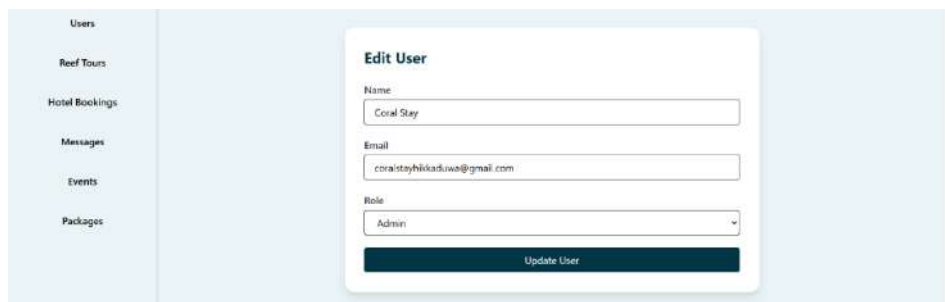 Users
Reef Tours
Hotel Bookings
Messages
Events
Packages
Edit User
Name
Coral Stay
Email
coralstayhikkaduwa@gmail.com
Role
Admin
Update User